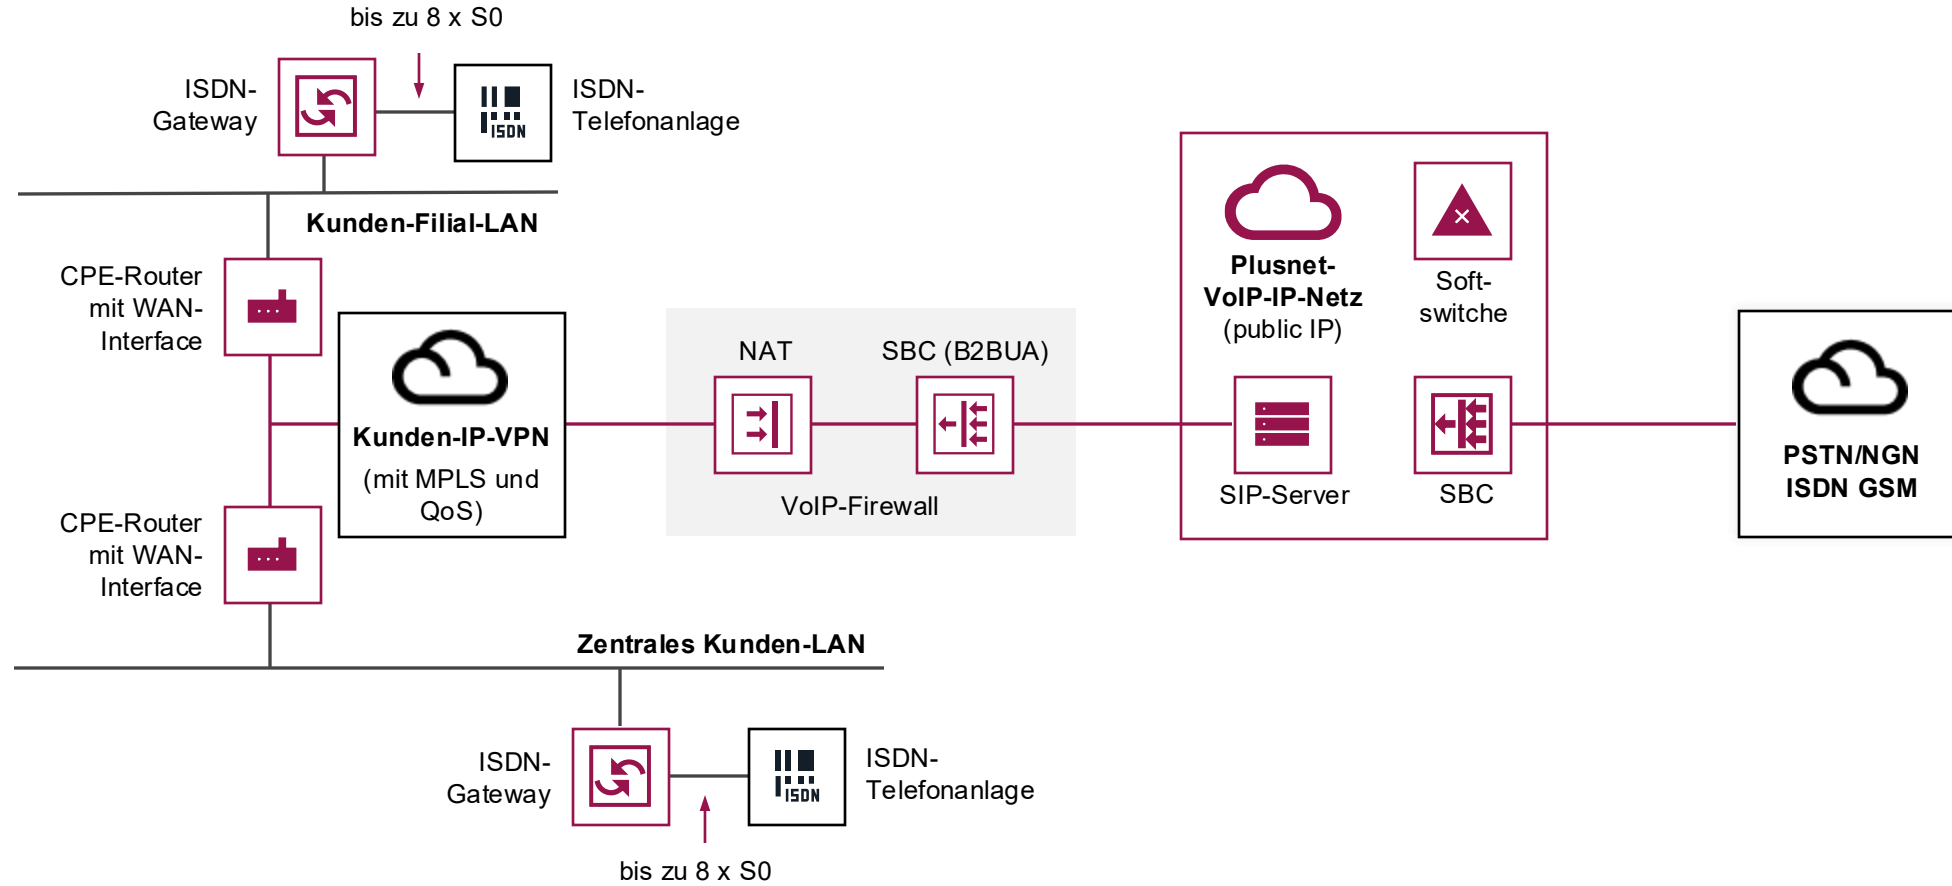 bis zu 8 x S0
ISDN-
Gateway
ISDN
ISDN-
Telefonanlage
Kunden-Filial-LAN
CPE-Router
mit WAN-
Interface
Kunden-IP-VPN
(mit MPLS und
QoS)
NAT
SBC (B2BUA)
VoIP-Firewall
Plusnet-
VoIP-IP-Netz
(public IP)
Soft-
switche
SIP-Server
SBC
PSTN/NGN
ISDN GSM
CPE-Router
mit WAN-
Interface
Zentrales Kunden-LAN
ISDN-
Gateway
ISDN
ISDN-
Telefonanlage
bis zu 8 x S0